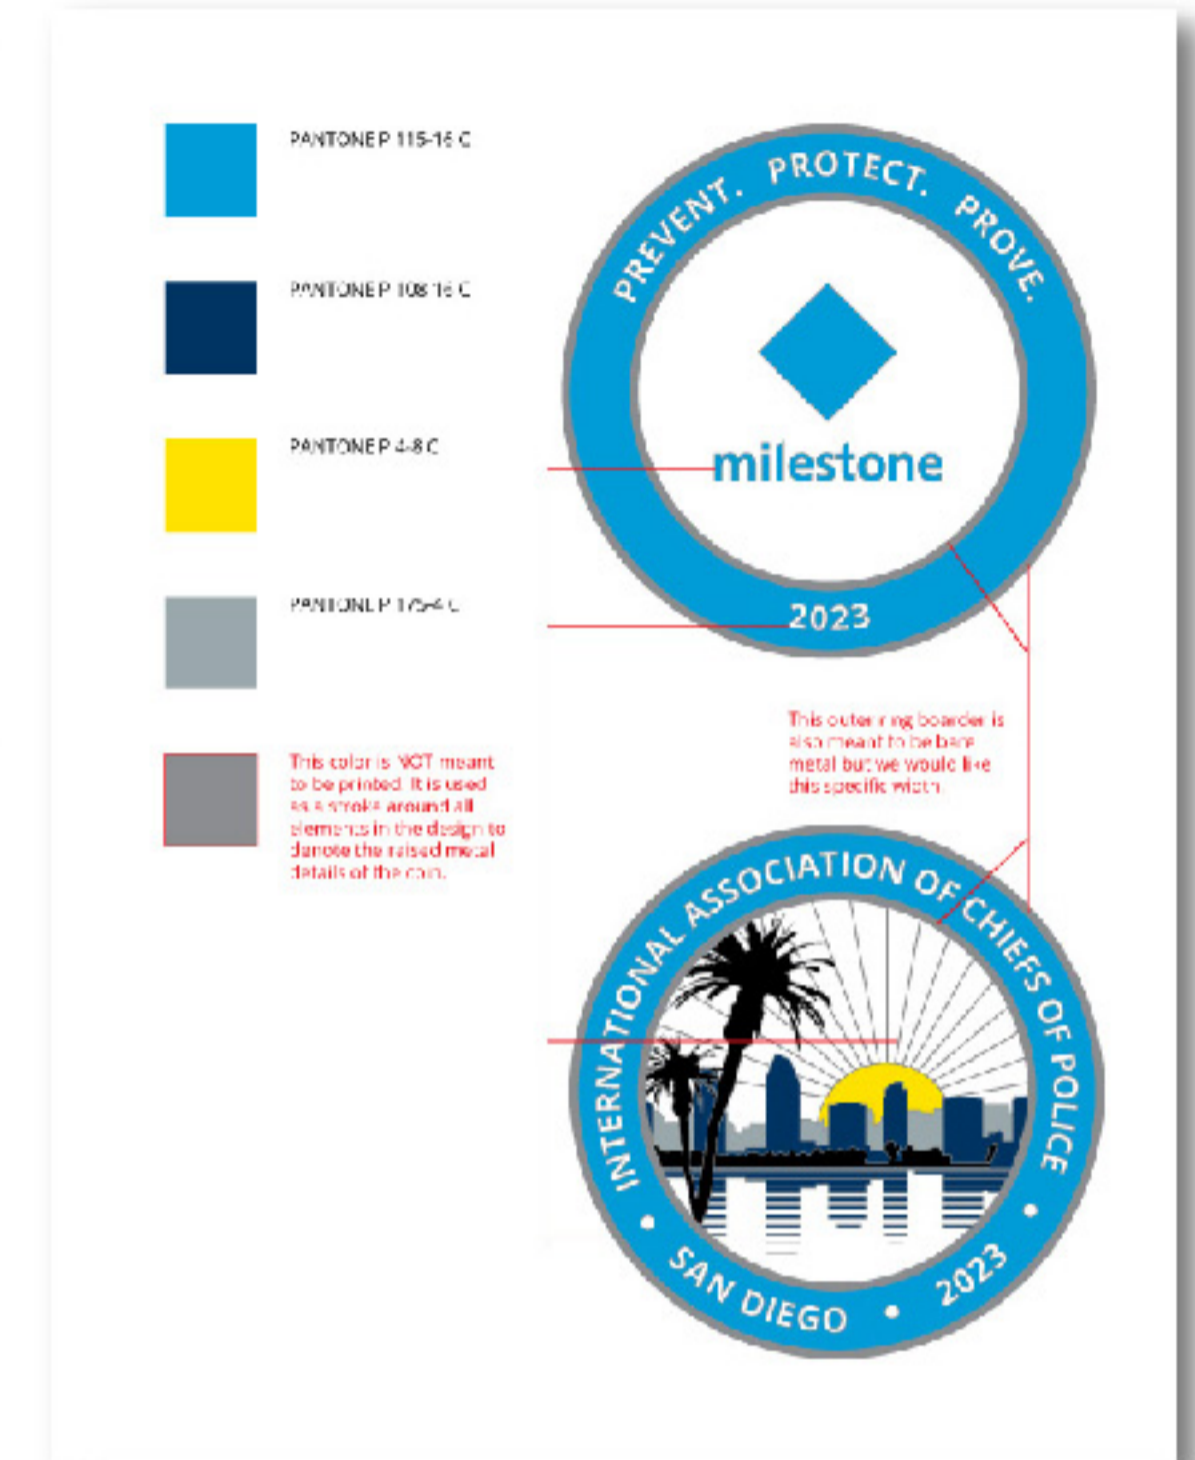 PANTONE P 115-16 C
PANTONE P 108-16 C
PANTONE P 4-8 C
PANTONE P 175-4 C
This color is NOT meant
to be printed. It is used
as a stroke around all
elements in the design to
denote the raised metal
details of the coin.
PREVENT. PROTECT. PROVE.
milestone
2023
This outer ring boarder is
also meant to be bare
metal but we would like
this specific width
INTERNATIONAL ASSOCIATION OF CHIEFS OF POLICE
• SAN DIEGO • 2023 •